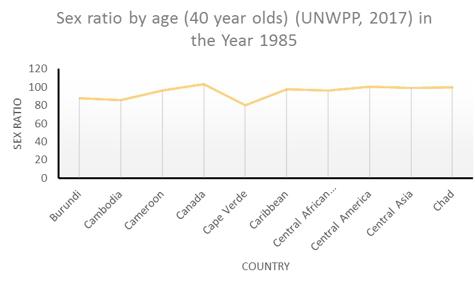 Sex ratio by age (40 year olds) (UNWPP, 2017) in
the Year 1985
120
100
80
60
40
20
0
SEX RATIO
Burundi
Cambodia
Cameroon
Canada
Cape Verde
Caribbean
Central African...
Central America
Central Asia
Chad
COUNTRY